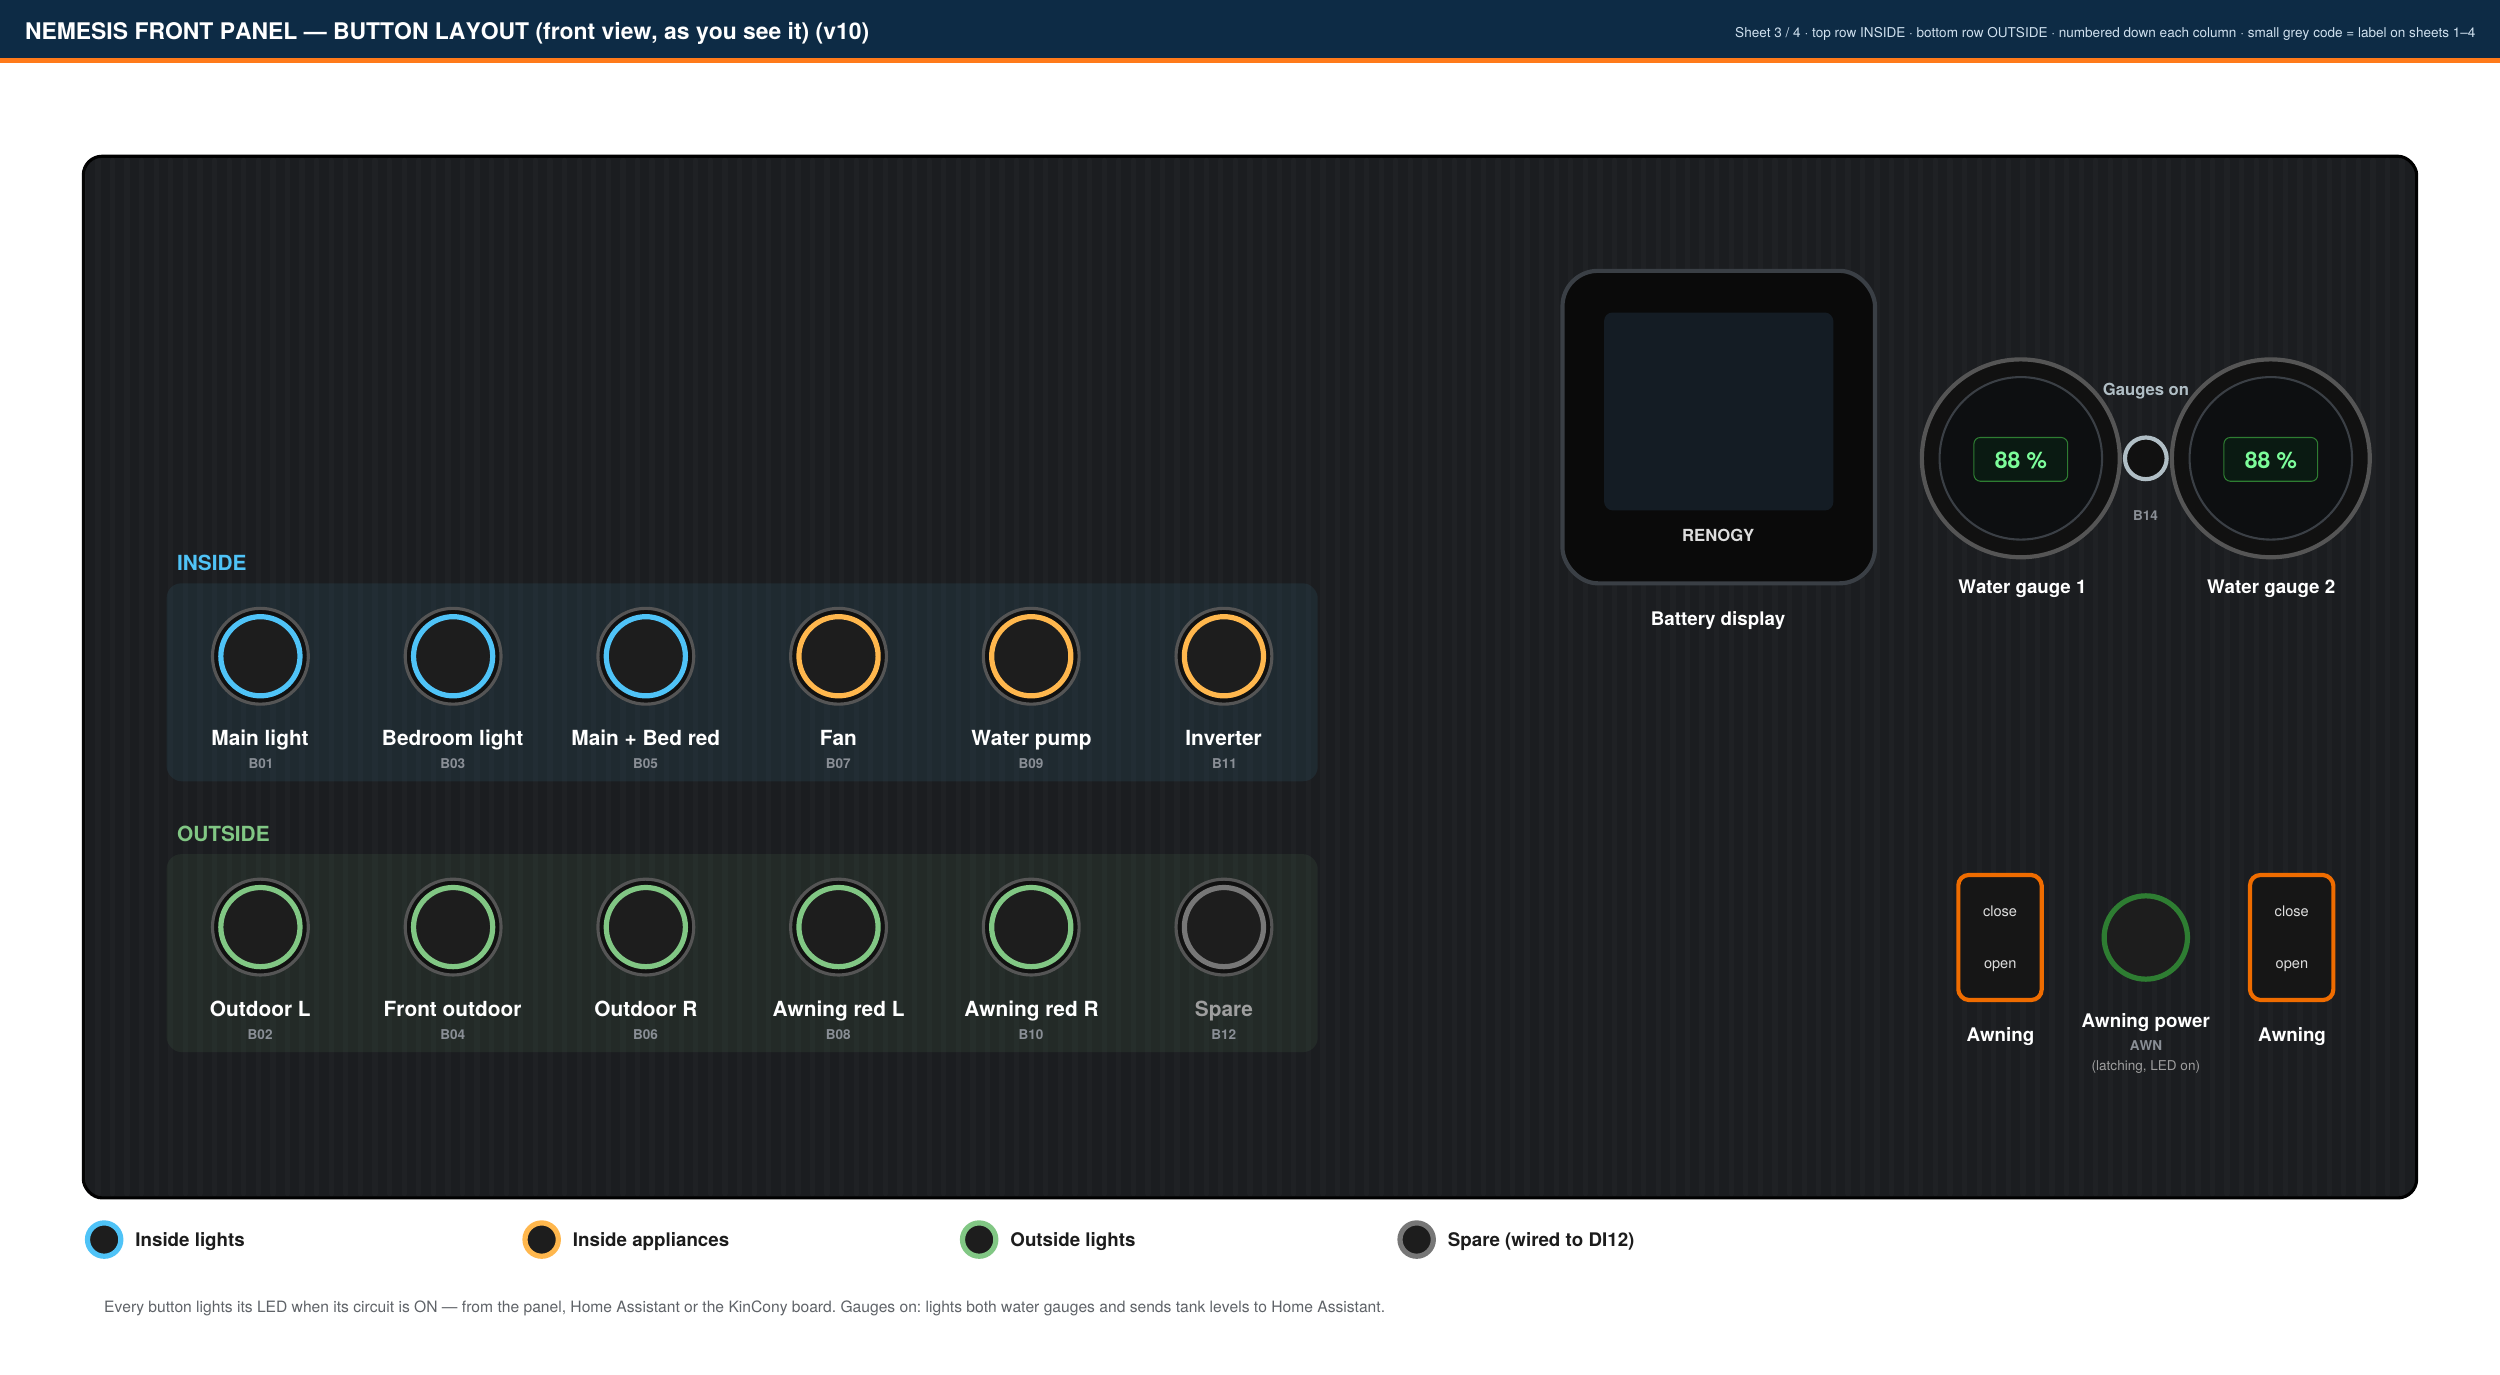 NEMESIS FRONT PANEL — BUTTON LAYOUT (front view, as you see it) (v10)
Sheet 3 / 4 · top row INSIDE · bottom row OUTSIDE · numbered down each column · small grey code = label on sheets 1–4
Gauges on
88 %
88 %
B14
RENOGY
Water gauge 1
Water gauge 2
Battery display
INSIDE
Main light
Bedroom light
Main + Bed red
Fan
Water pump
Inverter
B01
B03
B05
B07
B09
B11
OUTSIDE
Outdoor L
Front outdoor
Outdoor R
Awning red L
Awning red R
Spare
B02
B04
B06
B08
B10
B12
close
open
close
open
Awning
Awning power
AWN
(latching, LED on)
Awning
Inside lights
Inside appliances
Outside lights
Spare (wired to DI12)
Every button lights its LED when its circuit is ON — from the panel, Home Assistant or the KinCony board. Gauges on: lights both water gauges and sends tank levels to Home Assistant.